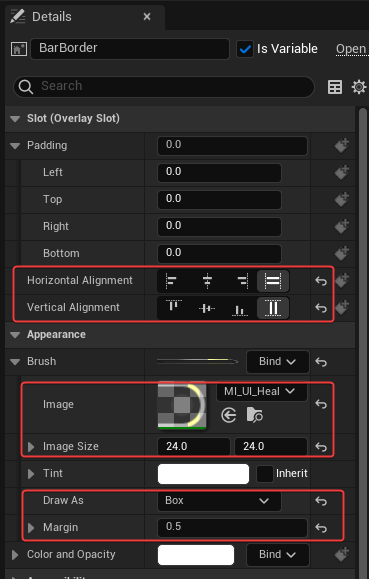 Details
BarBorder
Is Variable
Open
Search
Slot (Overlay Slot)
Padding 0.0
Left 0.0
Top 0.0
Right 0.0
Bottom 0.0
Horizontal Alignment
Vertical Alignment
Appearance
Brush Bind
Image MI_UI_Heal
Image Size 24.0 24.0
Tint Inherit
Draw As Box
Margin 0.5
Color and Opacity Bind